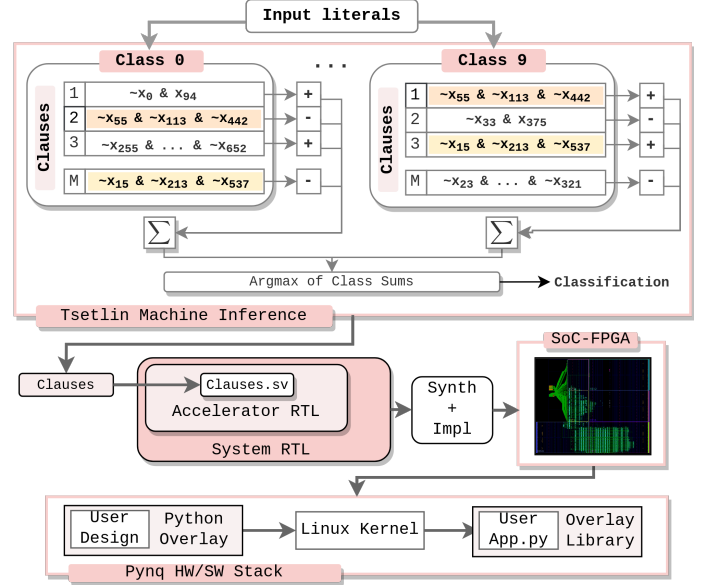 Input literals
Class 0
...
Class 9
Clauses
1 ~x0 & x94 +
2 ~x55 & ~x113 & ~x442 -
3 ~x255 & ... & ~x652 +
M ~x15 & ~x213 & ~x537 -
Clauses
1 ~x55 & ~x113 & ~x442 +
2 ~x33 & x375 -
3 ~x15 & ~x213 & ~x537 +
M ~x23 & ... & ~x321 -
∑
∑
Argmax of Class Sums
Classification
Tsetlin Machine Inference
Clauses
Clauses.sv
Accelerator RTL
System RTL
Synth
+
Impl
SoC-FPGA
User
Design
Python
Overlay
Linux Kernel
User
App.py
Overlay
Library
Pynq HW/SW Stack